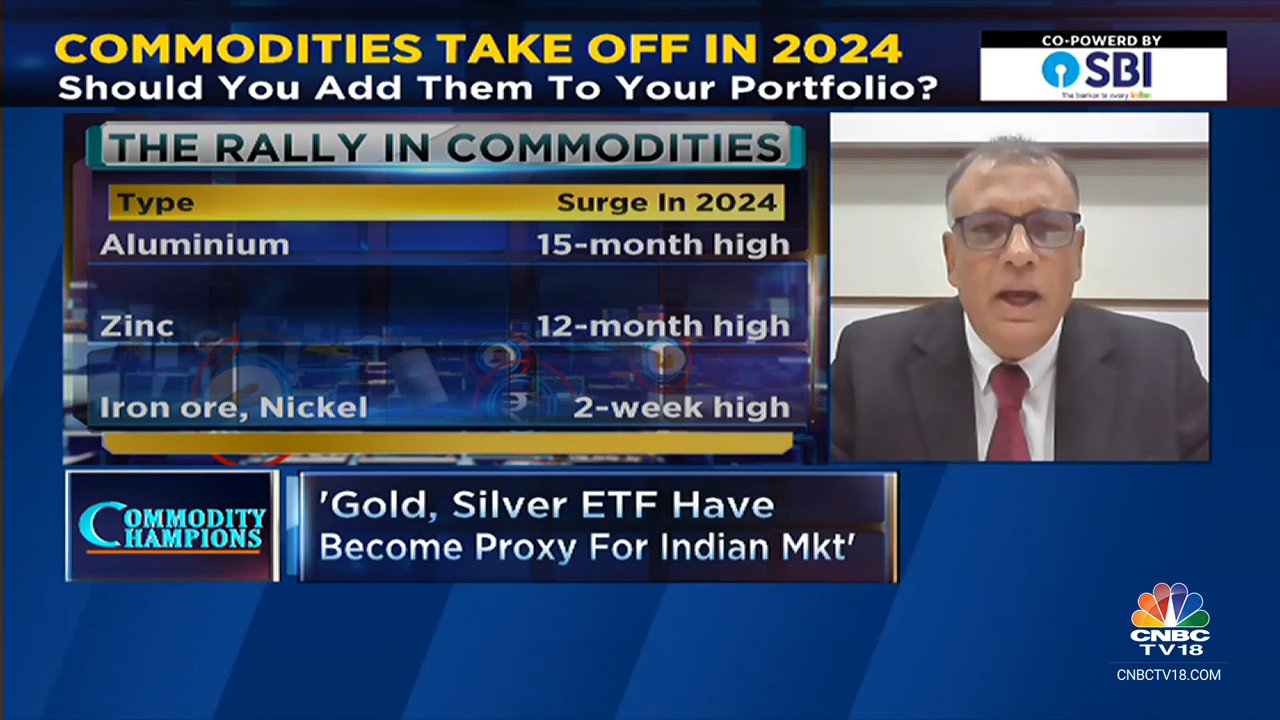 COMMODITIES TAKE OFF IN 2024
Should You Add Them To Your Portfolio?
CO-POWERED BY
SBI
The banker to every Indian
THE RALLY IN COMMODITIES
Type Surge In 2024
Aluminium 15-month high
Zinc 12-month high
Iron ore, Nickel 2-week high
₹
COMMODITY
CHAMPIONS
'Gold, Silver ETF Have
Become Proxy For Indian Mkt'
CNBC
TV18
CNBCTV18.COM